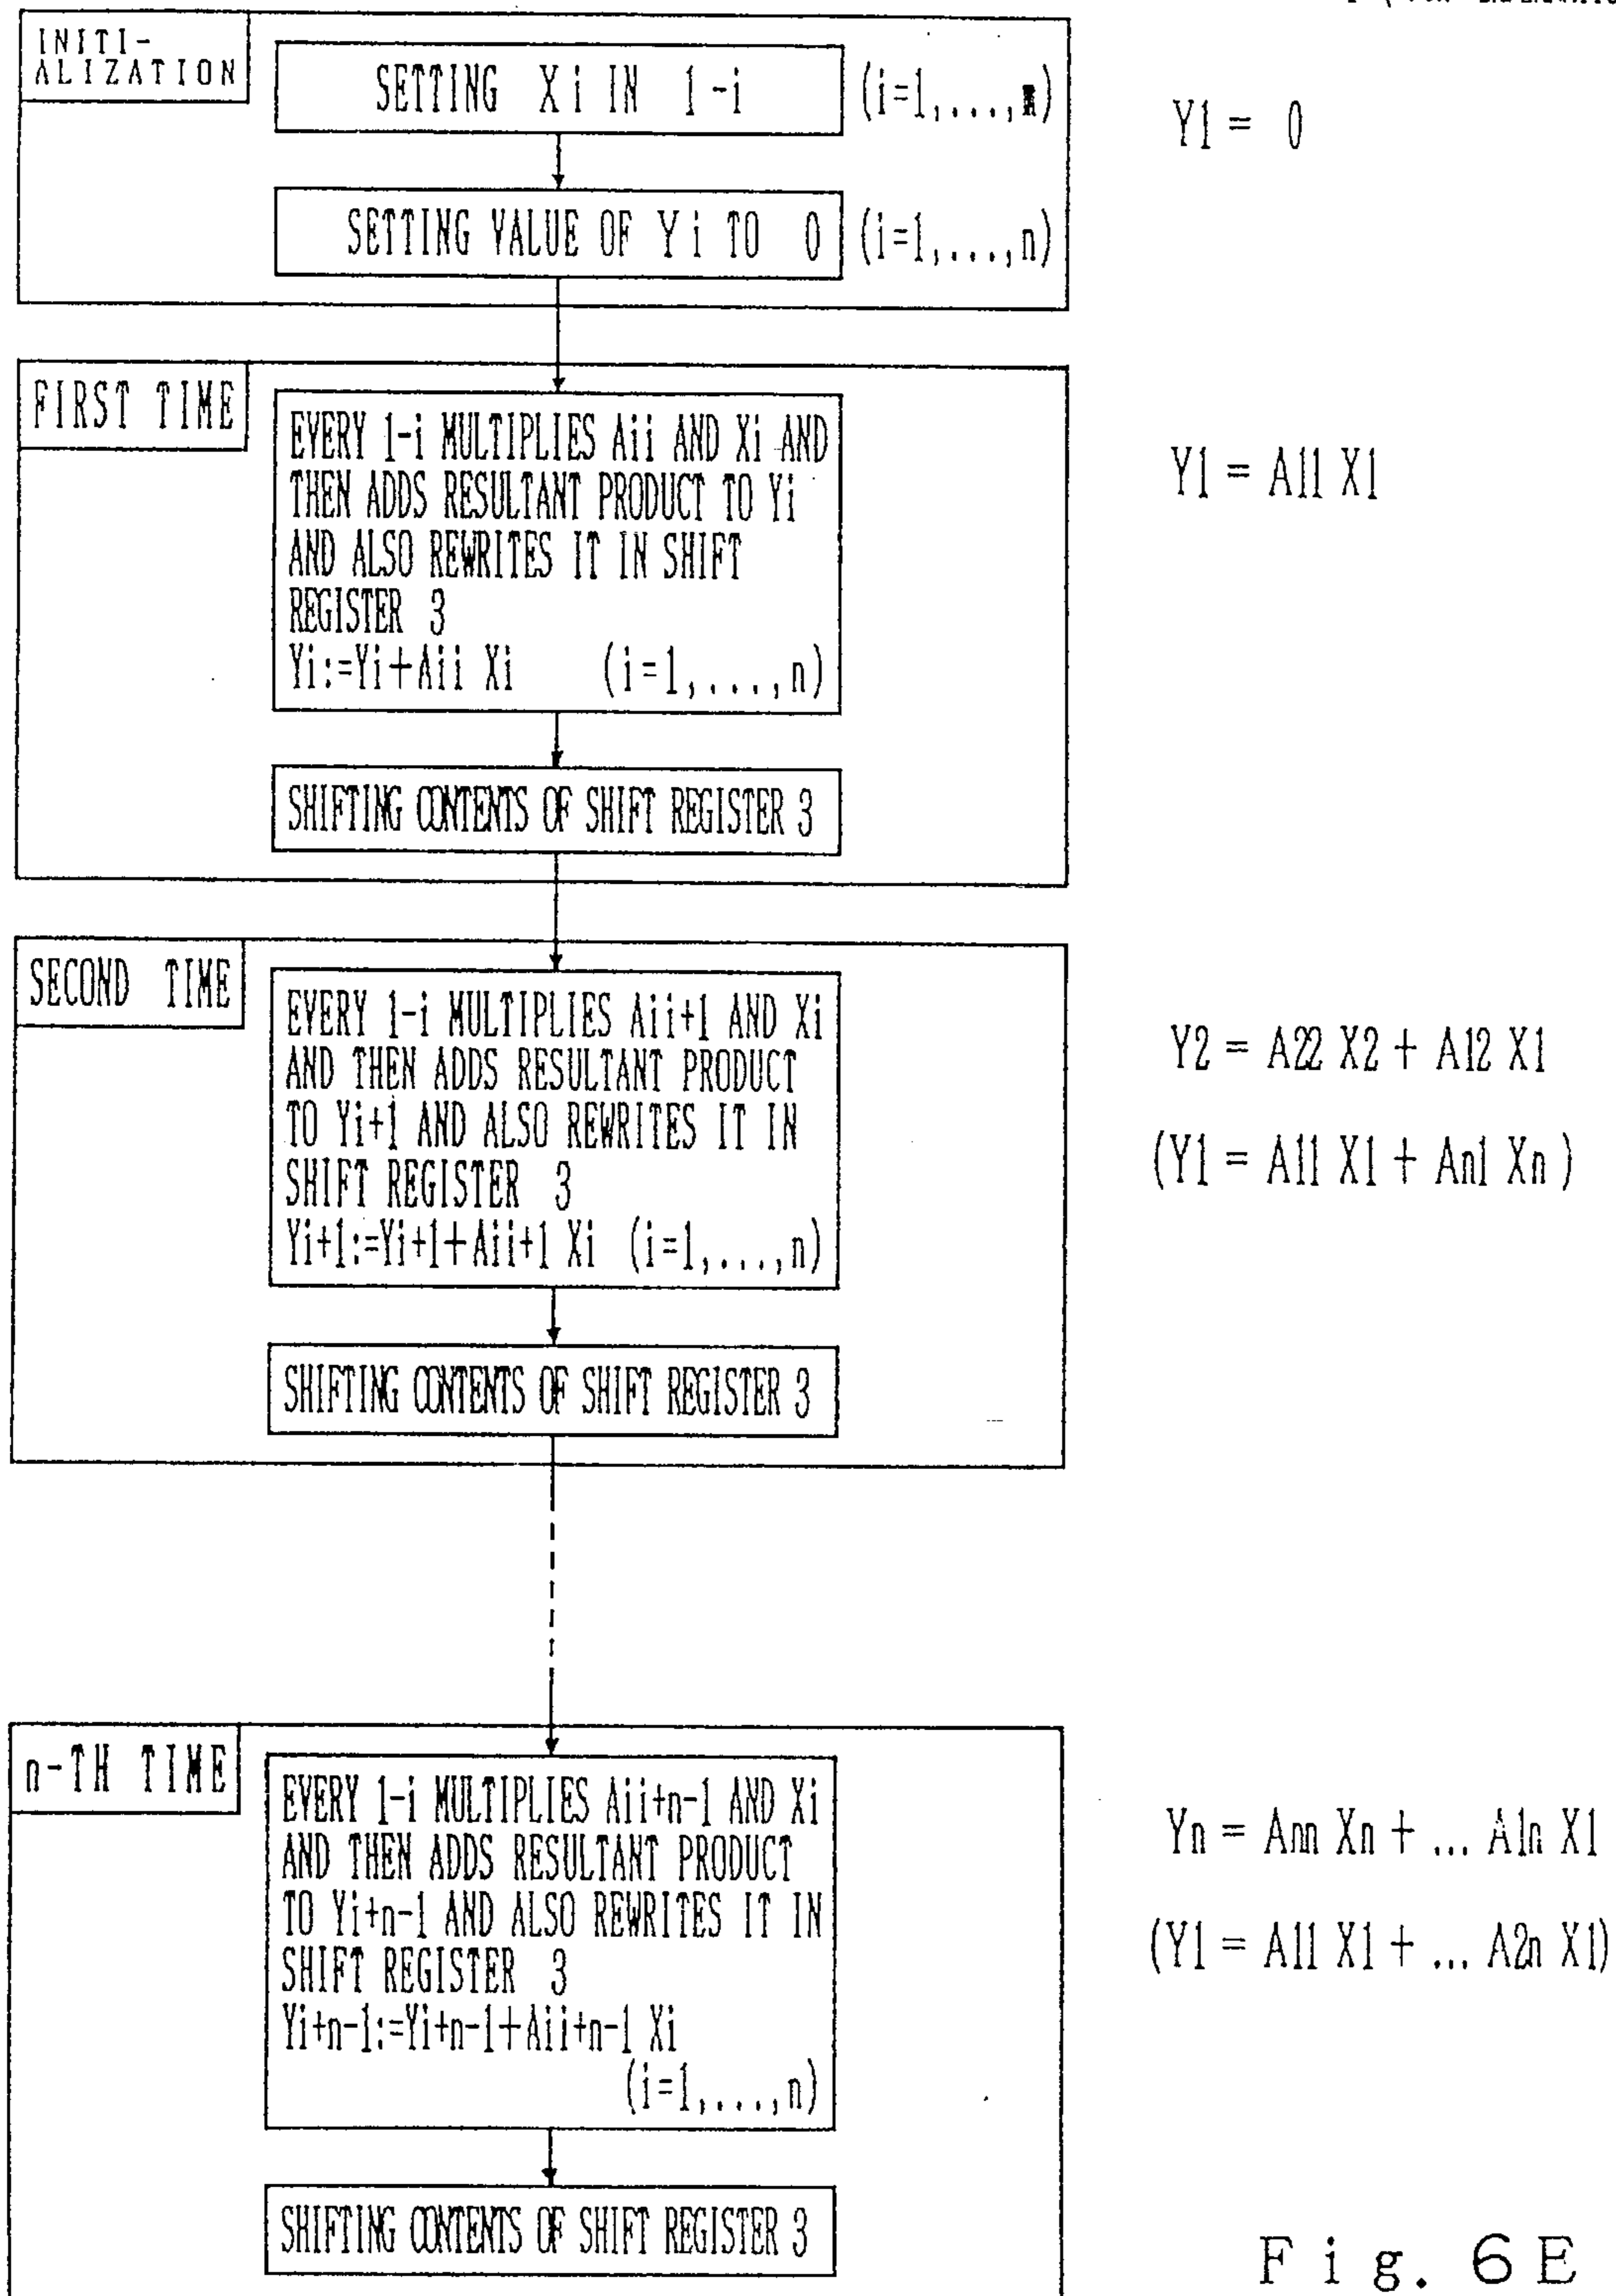 INITI-
ALIZATION
SETTING Xi IN 1-i
(i=1,...,
Y1 = 0
SETTING VALUE OF Yi TO 0
(i=1,...,n)
FIRST TIME
EVERY 1-i MULTIPLIES Aii AND Xi AND
THEN ADDS RESULTANT PRODUCT TO Yi
AND ALSO REWRITES IT IN SHIFT
REGISTER 3
Yi:=Yi+Aii Xi (i=1,...,n)
Y1 = A11 X1
SHIFTING CONTENTS OF SHIFT REGISTER 3
SECOND TIME
EVERY 1-i MULTIPLIES Aii+1 AND Xi
AND THEN ADDS RESULTANT PRODUCT
TO Yi+1 AND ALSO REWRITES IT IN
SHIFT REGISTER 3
Yi+1:=Yi+1+Aii+1 Xi (i=1,...,n)
Y2 = A22 X2 + A12 X1
(Y1 = A11 X1 + An1 Xn )
SHIFTING CONTENTS OF SHIFT REGISTER 3
n-TH TIME
EVERY 1-i MULTIPLIES Aii+n-1 AND Xi
AND THEN ADDS RESULTANT PRODUCT
TO Yi+n-1 AND ALSO REWRITES IT IN
SHIFT REGISTER 3
Yi+n-1:=Yi+n-1+Aii+n-1 Xi
(i=1,...,n)
Yn = Ann Xn + ... A1n X1
(Y1 = A11 X1 + ... A2n X1)
SHIFTING CONTENTS OF SHIFT REGISTER 3
Fig. 6E